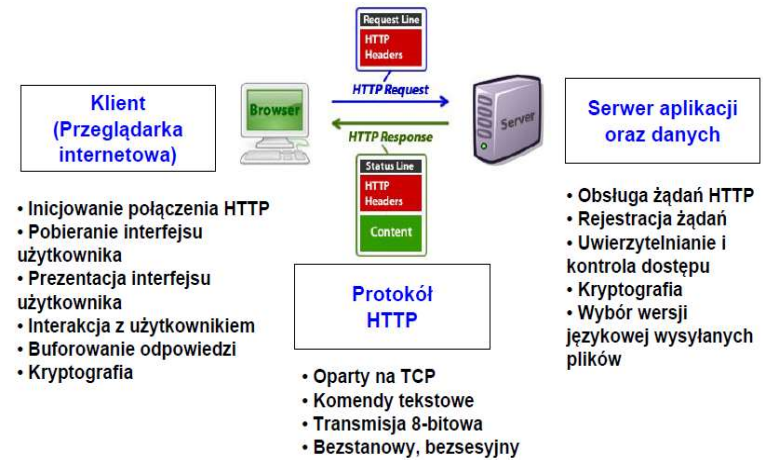 Request Line
HTTP
Headers
HTTP Request
Klient
(Przeglądarka
internetowa)
Browser
Server
Serwer aplikacji
oraz danych
HTTP Response
Status Line
HTTP
Headers
Content
• Inicjowanie połączenia HTTP
• Pobieranie interfejsu
użytkownika
• Prezentacja interfejsu
użytkownika
• Interakcja z użytkownikiem
• Buforowanie odpowiedzi
• Kryptografia
Protokół
HTTP
• Oparty na TCP
• Komendy tekstowe
• Transmisja 8-bitowa
• Bezstanowy, bezsesyjny
• Obsługa żądań HTTP
• Rejestracja żądań
• Uwierzytelnianie i
kontrola dostępu
• Kryptografia
• Wybór wersji
językowej wysyłanych
plików